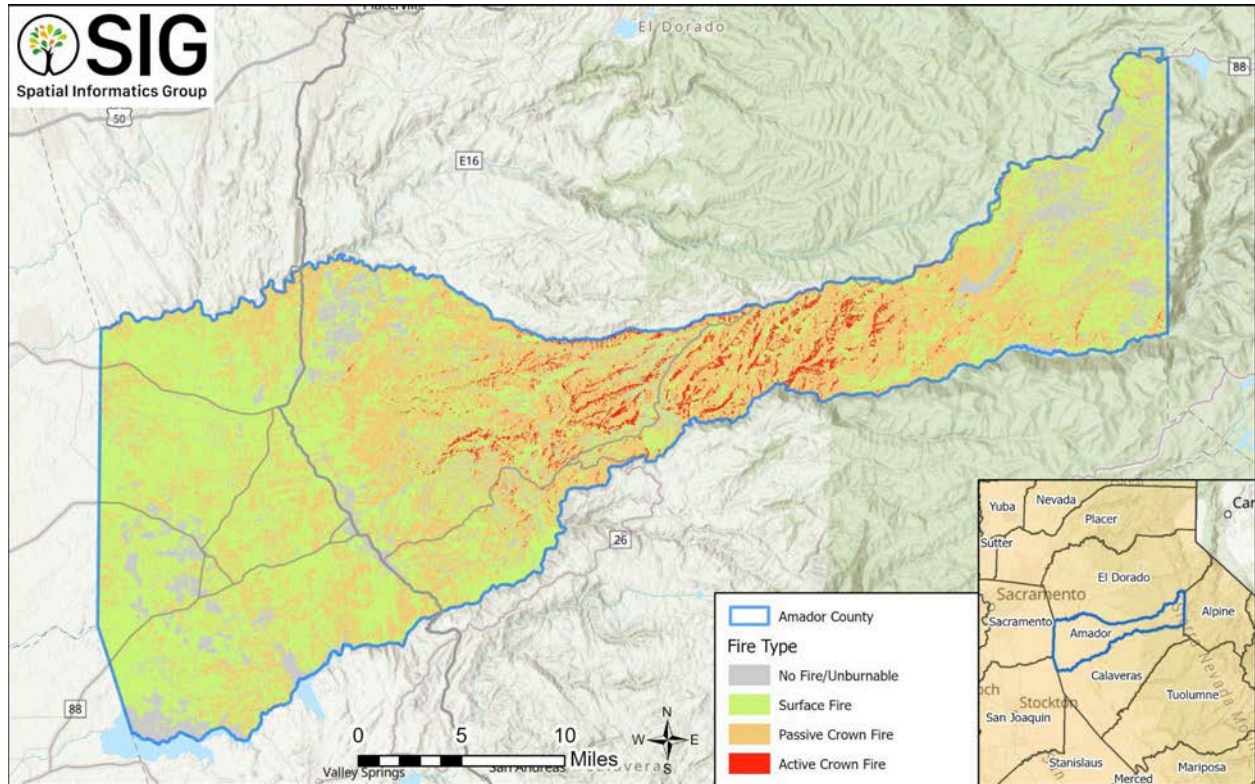 Placerville
El Dorado
SIG
Spatial Informatics Group
88
50
E16
26
88
Valley Springs
San Andreas
0 5 10
Miles
N
W E
S
Amador County
Fire Type
No Fire/Unburnable
Surface Fire
Passive Crown Fire
Active Crown Fire
Yuba
Nevada
Placer
Car
Sutter
El Dorado
Sacramento
Sacramento
Amador
Alpine
Calaveras
Stockton
San Joaquin
Tuolumne
Stanislaus
Mariposa
Merced